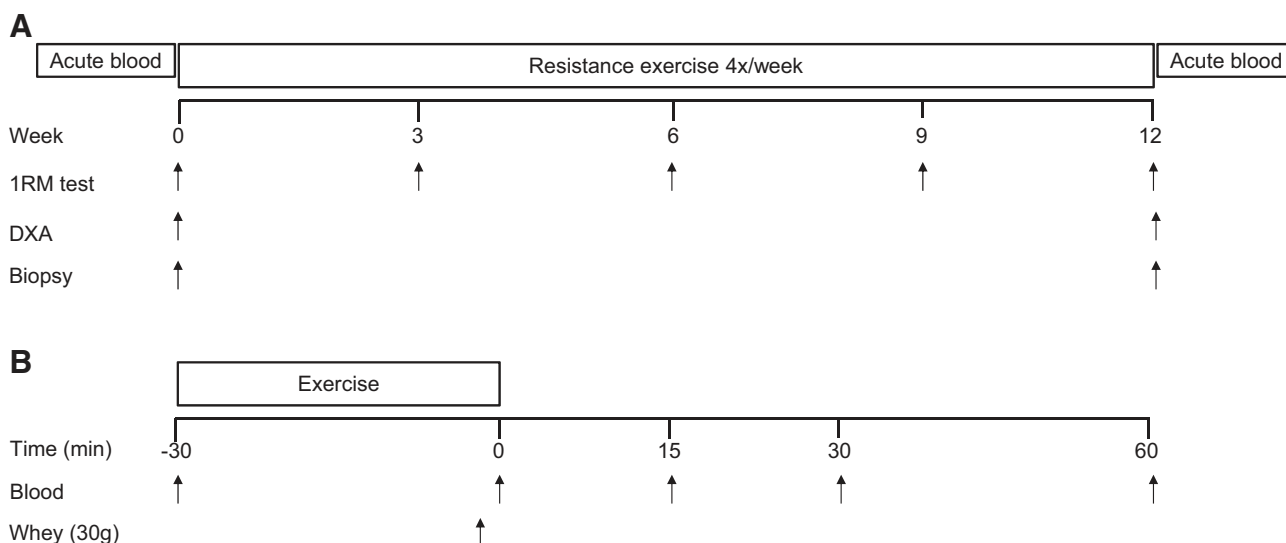 A
Acute blood
Resistance exercise 4x/week
Acute blood
Week 0 3 6 9 12
1RM test
DXA
Biopsy
B
Exercise
Time (min) -30 0 15 30 60
Blood
Whey (30g)